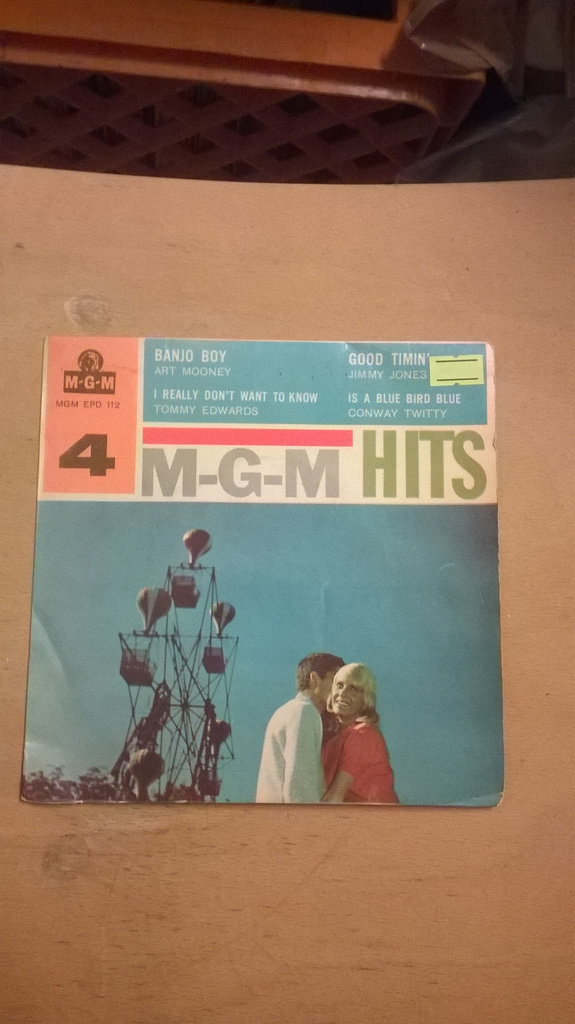 M-G-M
MGM EPD 112
4
BANJO BOY
ART MOONEY
I REALLY DON'T WANT TO KNOW
TOMMY EDWARDS
GOOD TIMIN'
JIMMY JONES
IS A BLUE BIRD BLUE
CONWAY TWITTY
M-G-M HITS